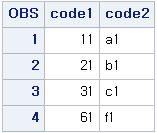 OBS code1 code2
1 11 a1
2 21 b1
3 31 c1
4 61 f1